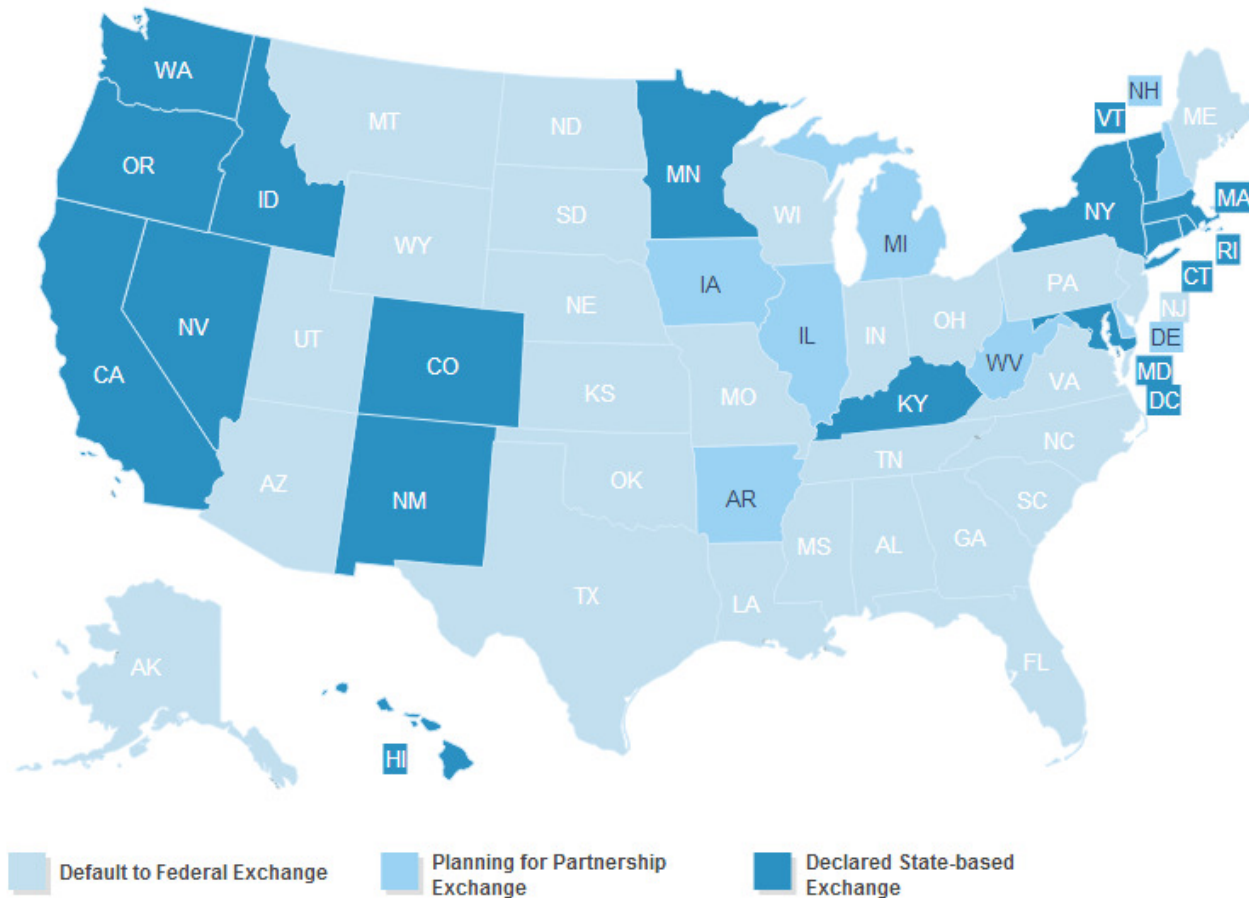 WA
MT
ND
MN
NH
VT
ME
OR
ID
WY
SD
WI
MI
NY
MA
RI
CT
NV
UT
CO
NE
IA
IL
IN
OH
PA
NJ
DE
CA
KS
MO
KY
WV
VA
MD
DC
AZ
NM
OK
AR
TN
NC
SC
TX
LA
MS
AL
GA
FL
AK
HI
Default to Federal Exchange
Planning for Partnership
Exchange
Declared State-based
Exchange